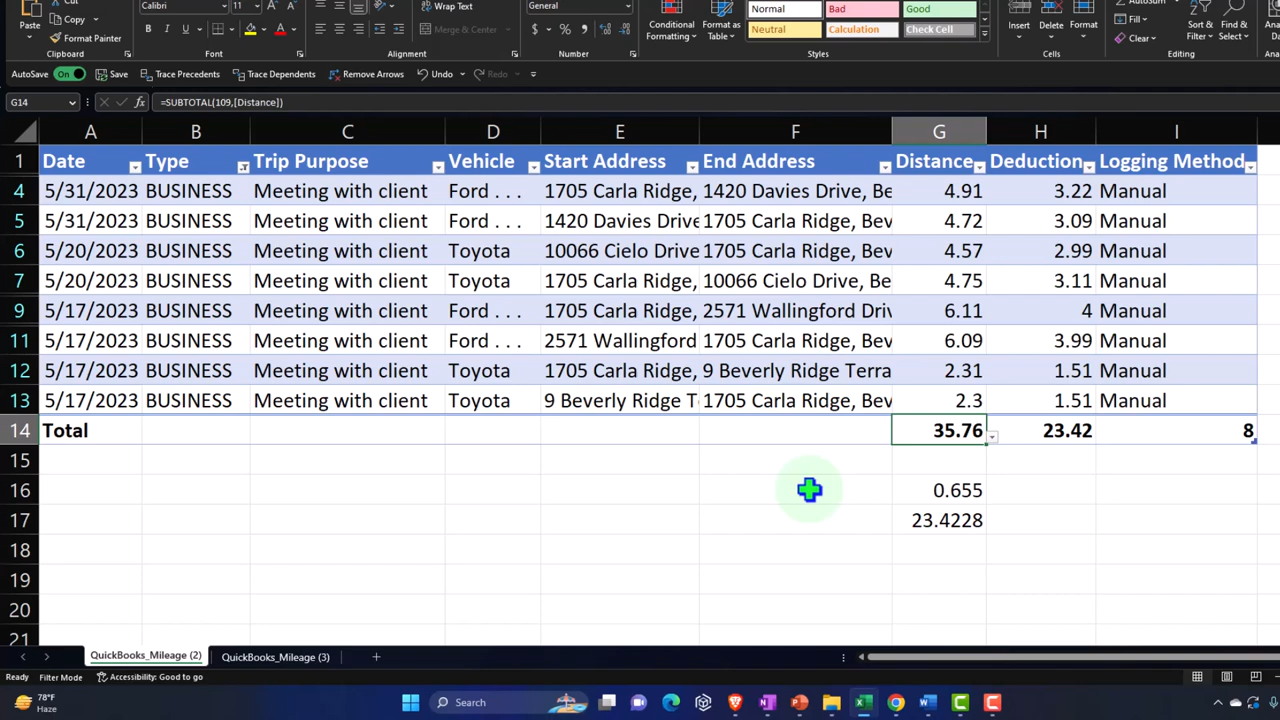 Calibri 11 Wrap Text General Normal Bad Good AutoSum
Paste Copy Format Painter B I U Merge & Center $ % Conditional Formatting Format as Table Neutral Calculation Check Cell Insert Delete Format Fill Clear Sort & Filter Find & Select
Clipboard Font Alignment Number Styles Cells Editing
AutoSave On Save Trace Precedents Trace Dependents Remove Arrows Undo Redo
G14 fx =SUBTOTAL(109,[Distance])
A B C D E F G H I
1 Date Type Trip Purpose Vehicle Start Address End Address Distance Deduction Logging Method
4 5/31/2023 BUSINESS Meeting with client Ford . . . 1705 Carla Ridge, 1420 Davies Drive, Be 4.91 3.22 Manual
5 5/31/2023 BUSINESS Meeting with client Ford . . . 1420 Davies Drive 1705 Carla Ridge, Bev 4.72 3.09 Manual
6 5/20/2023 BUSINESS Meeting with client Toyota 10066 Cielo Drive 1705 Carla Ridge, Bev 4.57 2.99 Manual
7 5/20/2023 BUSINESS Meeting with client Toyota 1705 Carla Ridge, 10066 Cielo Drive, Be 4.75 3.11 Manual
9 5/17/2023 BUSINESS Meeting with client Ford . . . 1705 Carla Ridge, 2571 Wallingford Driv 6.11 4 Manual
11 5/17/2023 BUSINESS Meeting with client Ford . . . 2571 Wallingford 1705 Carla Ridge, Bev 6.09 3.99 Manual
12 5/17/2023 BUSINESS Meeting with client Toyota 1705 Carla Ridge, 9 Beverly Ridge Terra 2.31 1.51 Manual
13 5/17/2023 BUSINESS Meeting with client Toyota 9 Beverly Ridge T 1705 Carla Ridge, Bev 2.3 1.51 Manual
14 Total 35.76 23.42 8
15
16 0.655
17 23.4228
18
19
20
21
QuickBooks_Mileage (2) QuickBooks_Mileage (3)
Ready Filter Mode Accessibility: Good to go
78°F
Haze Search